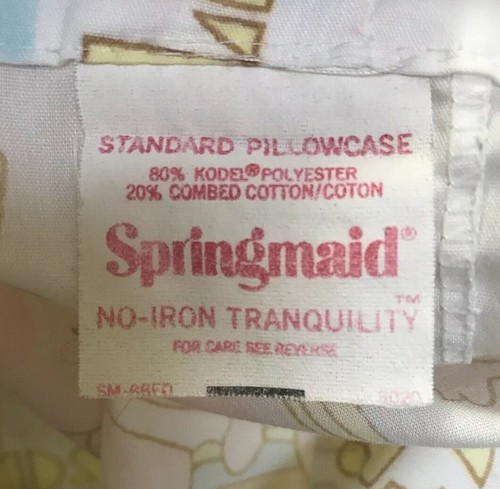 STANDARD PILLOWCASE
80% KODEL® POLYESTER
20% COMBED COTTON/COTON
Springmaid®
NO-IRON TRANQUILITY™
FOR CARE SEE REVERSE